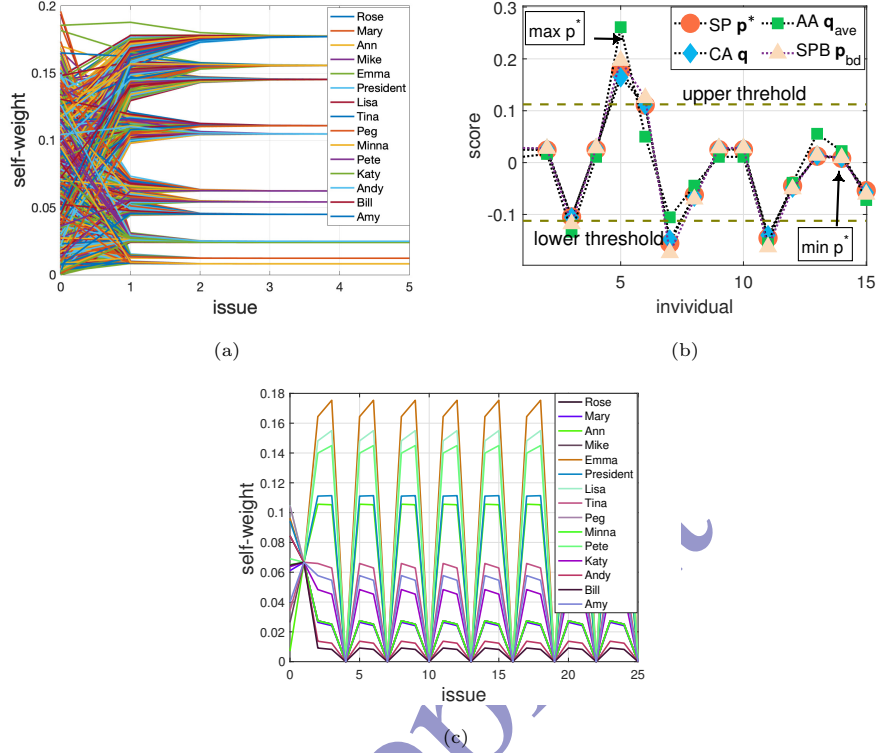 0.2
0.15
0.1
0.05
0
0
1
2
3
4
5
self-weight
issue
Rose
Mary
Ann
Mike
Emma
President
Lisa
Tina
Peg
Minna
Pete
Katy
Andy
Bill
Amy
(a)
0.3
0.2
0.1
0
-0.1
5
10
15
score
invividual
max p*
SP p*
AA q_ave
CA q
SPB p_bd
upper threhold
lower threshold
min p*
(b)
0.18
0.16
0.14
0.12
0.1
0.08
0.06
0.04
0.02
0
0
5
10
15
20
25
self-weight
issue
Rose
Mary
Ann
Mike
Emma
President
Lisa
Tina
Peg
Minna
Pete
Katy
Andy
Bill
Amy
(c)